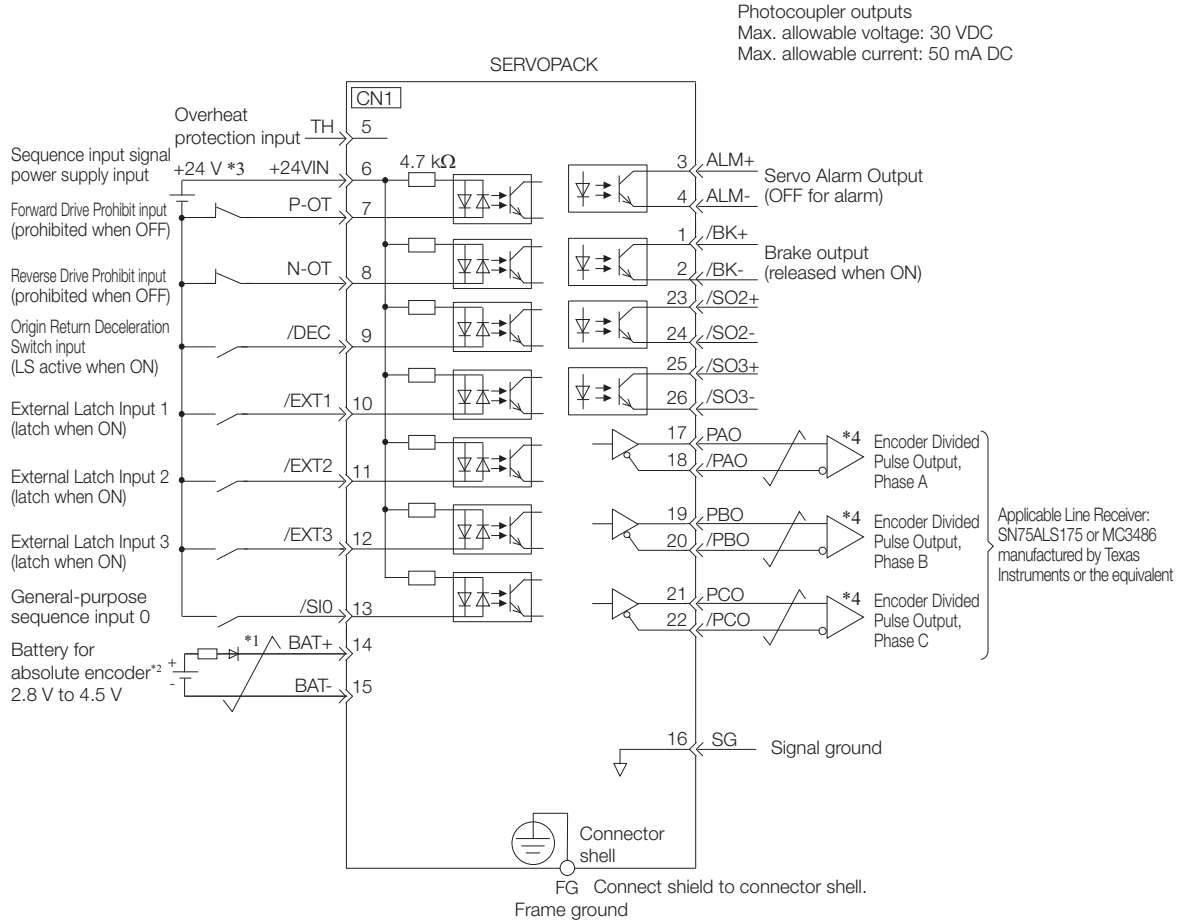 Photocoupler outputs
Max. allowable voltage: 30 VDC
Max. allowable current: 50 mA DC
SERVOPACK
CN1
Overheat
protection input
TH
5
Sequence input signal
power supply input
+24 V *3
+24VIN
6
4.7 kΩ
Forward Drive Prohibit input
(prohibited when OFF)
P-OT
7
Reverse Drive Prohibit input
(prohibited when OFF)
N-OT
8
Origin Return Deceleration
Switch input
(LS active when ON)
/DEC
9
External Latch Input 1
(latch when ON)
/EXT1
10
External Latch Input 2
(latch when ON)
/EXT2
11
External Latch Input 3
(latch when ON)
/EXT3
12
General-purpose
sequence input 0
/SI0
13
Battery for
absolute encoder*2
2.8 V to 4.5 V
+
-
*1
BAT+
14
BAT-
15
3
ALM+
4
ALM-
Servo Alarm Output
(OFF for alarm)
1
/BK+
2
/BK-
Brake output
(released when ON)
23
/SO2+
24
/SO2-
25
/SO3+
26
/SO3-
17
PAO
18
/PAO
*4
Encoder Divided
Pulse Output,
Phase A
19
PBO
20
/PBO
*4
Encoder Divided
Pulse Output,
Phase B
21
PCO
22
/PCO
*4
Encoder Divided
Pulse Output,
Phase C
Applicable Line Receiver:
SN75ALS175 or MC3486
manufactured by Texas
Instruments or the equivalent
16
SG
Signal ground
Connector
shell
FG
Connect shield to connector shell.
Frame ground